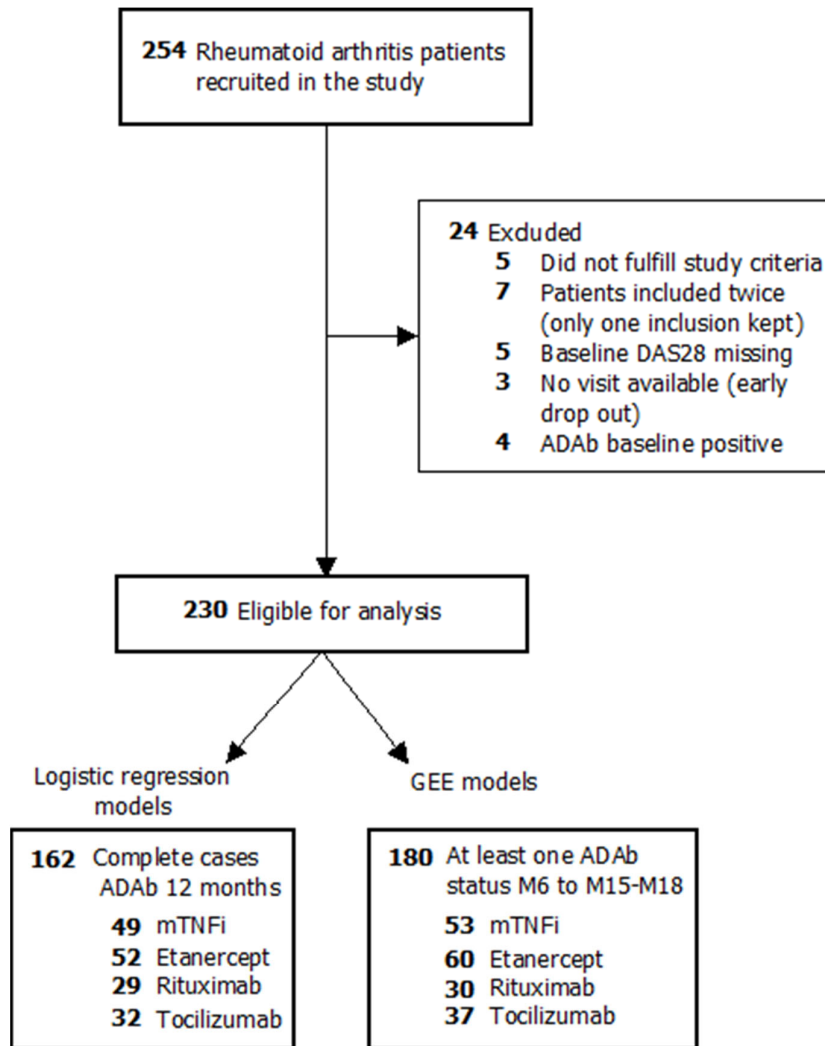 254 Rheumatoid arthritis patients
recruited in the study
24 Excluded
5 Did not fulfill study criteria
7 Patients included twice
(only one inclusion kept)
5 Baseline DAS28 missing
3 No visit available (early
drop out)
4 ADAb baseline positive
230 Eligible for analysis
Logistic regression
models
162 Complete cases
ADAb 12 months
49 mTNFi
52 Etanercept
29 Rituximab
32 Tocilizumab
GEE models
180 At least one ADAb
status M6 to M15-M18
53 mTNFi
60 Etanercept
30 Rituximab
37 Tocilizumab